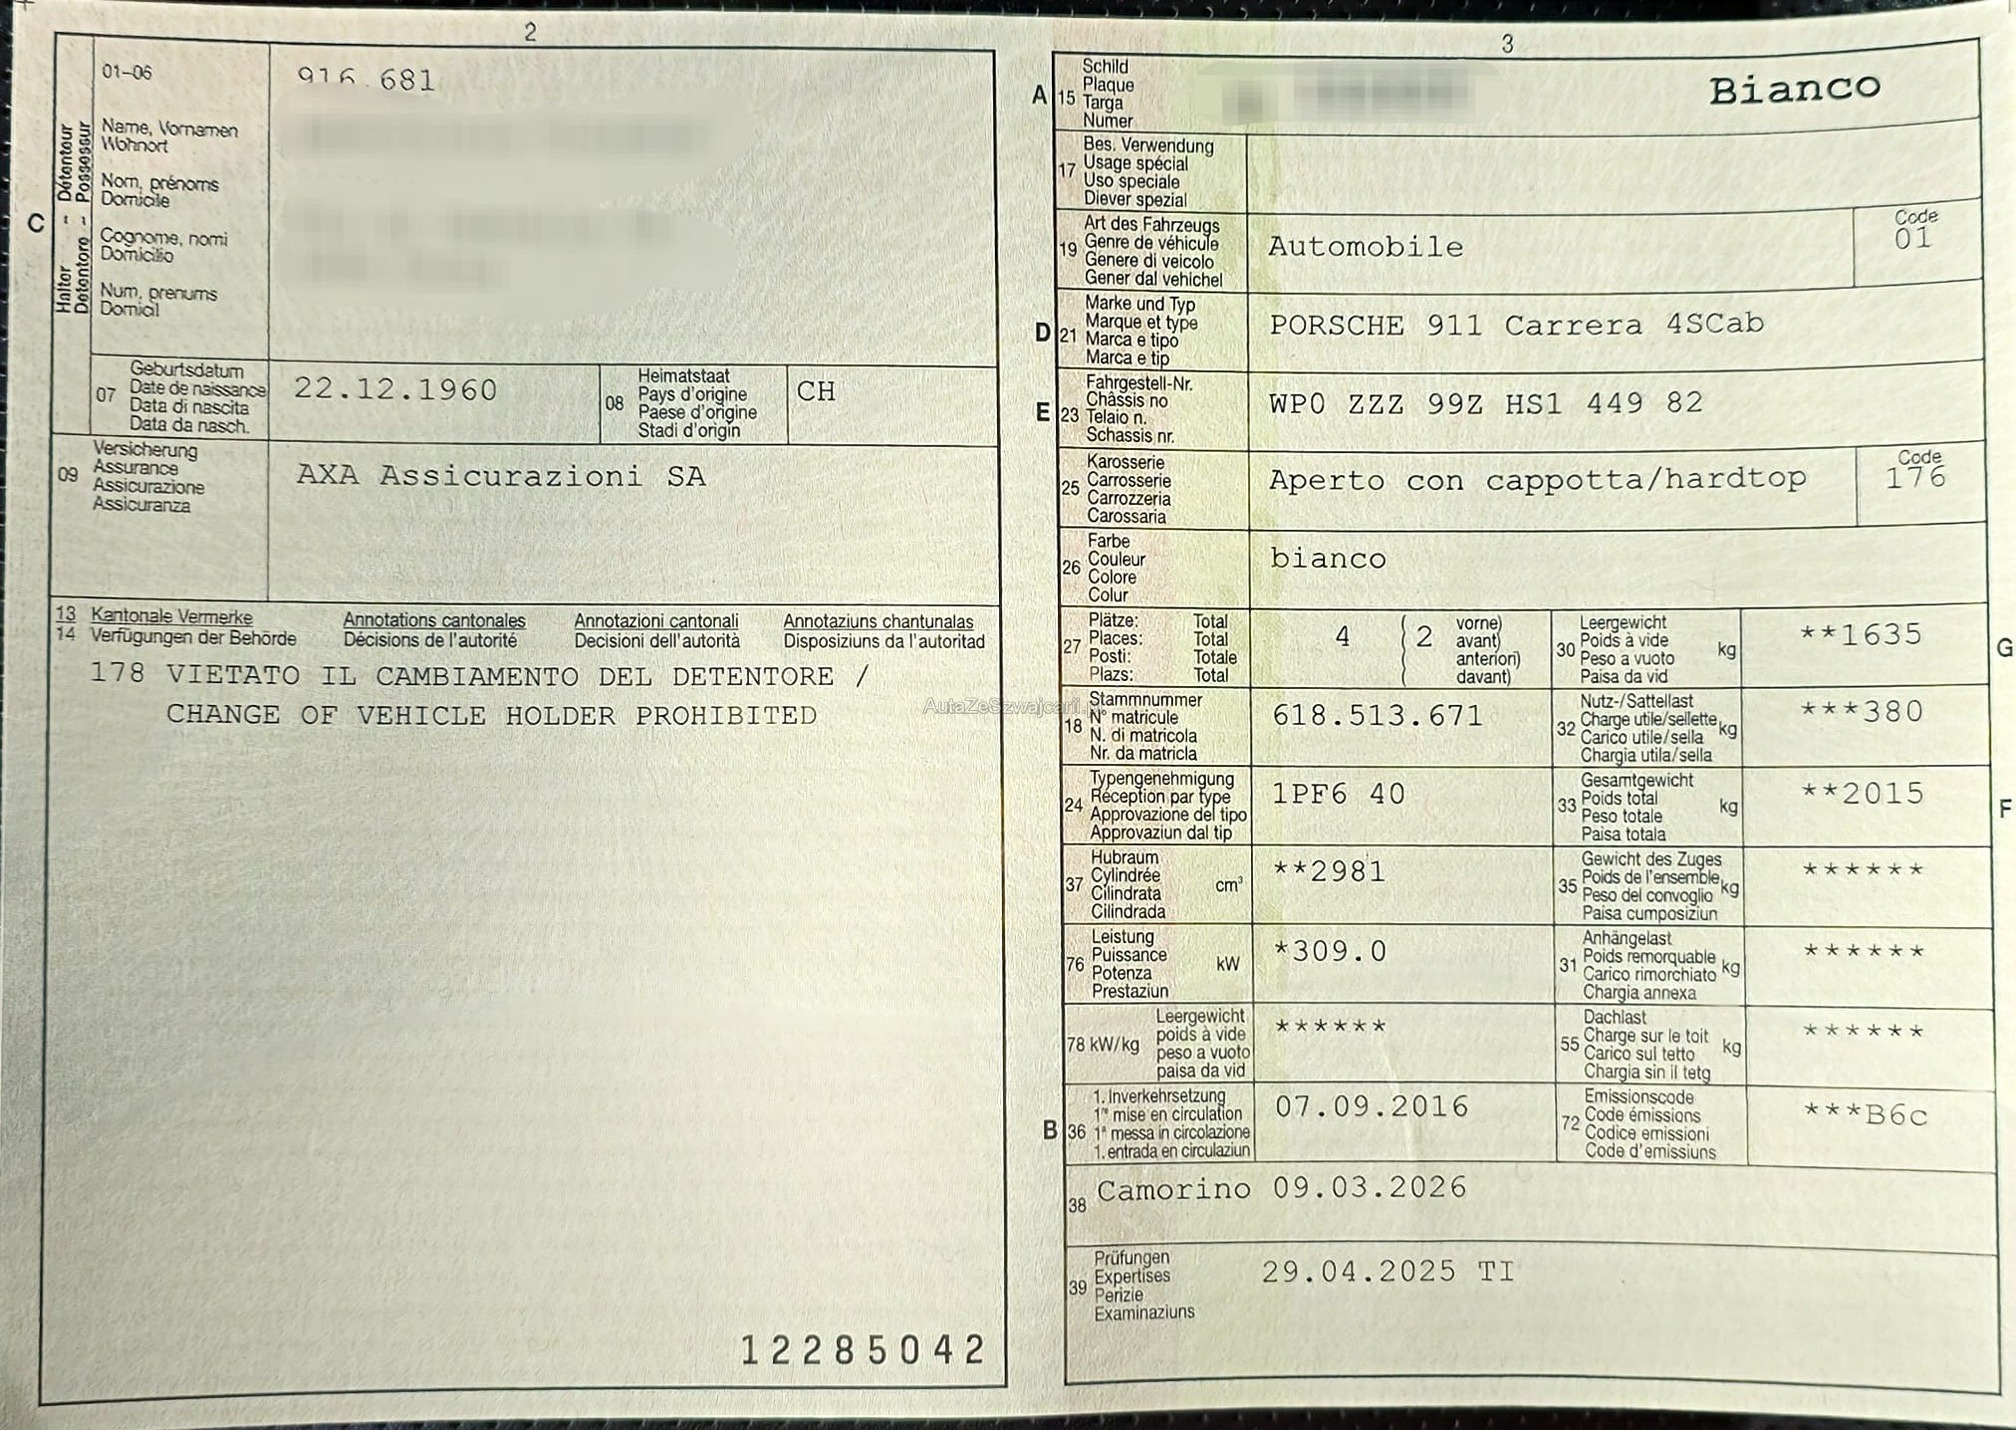 2
01-06
916.681
Name, Vornamen
Wohnort
Nom, prénoms
Domicile
Cognome, nomi
Domicilio
Num, prenums
Domicil
C
Halter - Détenteur
Detentore - Possessur
07
Geburtsdatum
Date de naissance
Data di nascita
Data da nasch.
22.12.1960
08
Heimatstaat
Pays d'origine
Paese d'origine
Stadi d'origin
CH
09
Versicherung
Assurance
Assicurazione
Assicuranza
AXA Assicurazioni SA
13 Kantonale Vermerke Annotations cantonales Annotazioni cantonali Annotaziuns chantunalas
14 Verfügungen der Behörde Décisions de l'autorité Decisioni dell'autorità Disposiziuns da l'autoritad
178 VIETATO IL CAMBIAMENTO DEL DETENTORE /
CHANGE OF VEHICLE HOLDER PROHIBITED
12285042
3
A
15
Schild
Plaque
Targa
Numer
Bianco
17
Bes. Verwendung
Usage spécial
Uso speciale
Diever spezial
19
Art des Fahrzeugs
Genre de véhicule
Genere di veicolo
Gener dal vehichel
Automobile
Code
01
D
21
Marke und Typ
Marque et type
Marca e tipo
Marca e tip
PORSCHE 911 Carrera 4SCab
E
23
Fahrgestell-Nr.
Châssis no
Telaio n.
Schassis nr.
WP0 ZZZ 99Z HS1 449 82
25
Karosserie
Carrosserie
Carrozzeria
Carossaria
Aperto con cappotta/hardtop
Code
176
26
Farbe
Couleur
Colore
Colur
bianco
27
Plätze: Total
Places: Total
Posti: Totale
Plazs: Total
4
( 2
vorne)
avant)
anteriori)
davant)
30
Leergewicht
Poids à vide
Peso a vuoto
Paisa da vid
kg
**1635
G
18
Stammnummer
N° matricule
N. di matricola
Nr. da matricla
618.513.671
32
Nutz-/Sattellast
Charge utile/sellette
Carico utile/sella
Chargia utila/sella
kg
***380
24
Typengenehmigung
Réception par type
Approvazione del tipo
Approvaziun dal tip
1PF6 40
33
Gesamtgewicht
Poids total
Peso totale
Paisa totala
kg
**2015
F
37
Hubraum
Cylindrée
Cilindrata
Cilindrada
cm³
**2981
35
Gewicht des Zuges
Poids de l'ensemble
Peso del convoglio
Paisa cumposiziun
kg
******
76
Leistung
Puissance
Potenza
Prestaziun
kW
*309.0
31
Anhängelast
Poids remorquable
Carico rimorchiato
Chargia annexa
kg
******
78 kW/kg
Leergewicht
poids à vide
peso a vuoto
paisa da vid
******
55
Dachlast
Charge sur le toit
Carico sul tetto
Chargia sin il tetg
kg
******
B
36
1. Inverkehrsetzung
1re mise en circulation
1a messa in circolazione
1. entrada en circulaziun
07.09.2016
72
Emissionscode
Code émissions
Codice emissioni
Code d'emissiuns
***B6c
38
Camorino 09.03.2026
39
Prüfungen
Expertises
Perizie
Examinaziuns
29.04.2025 TI